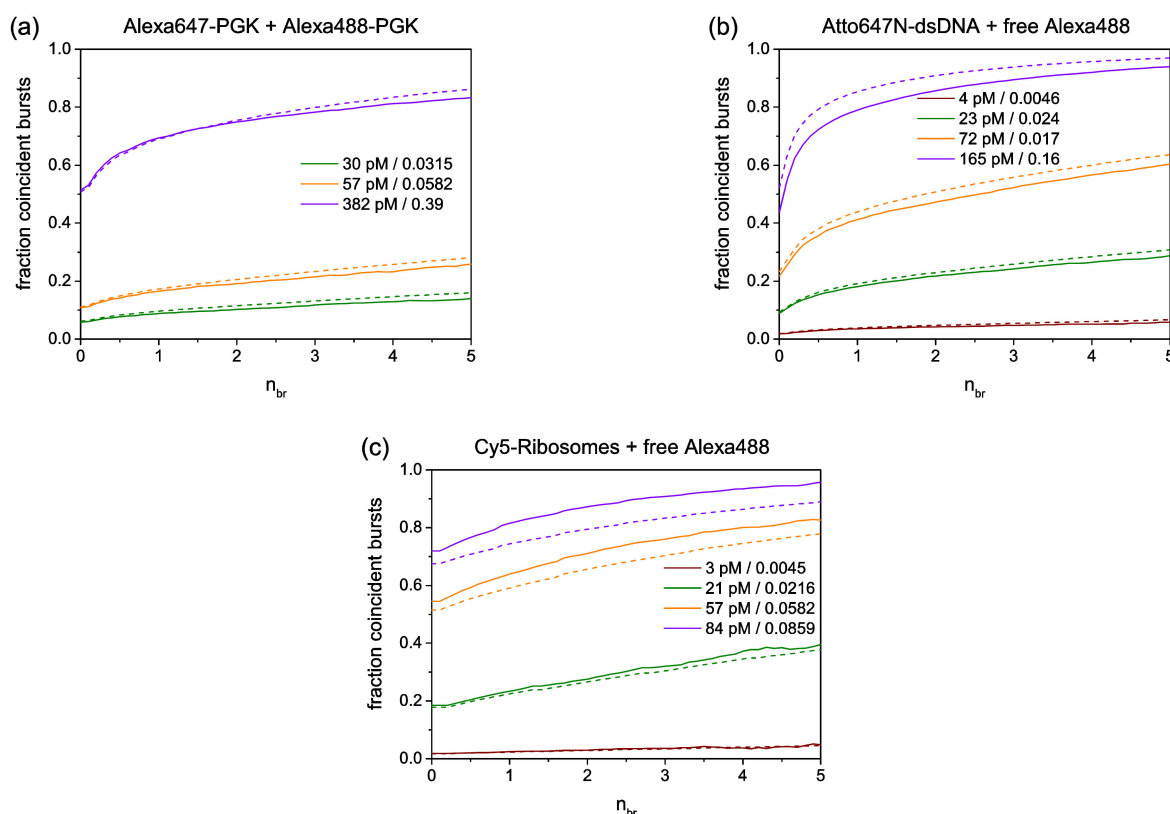 (a)
Alexa647-PGK + Alexa488-PGK
fraction coincident bursts
1.0
0.8
0.6
0.4
0.2
0.0
30 pM / 0.0315
57 pM / 0.0582
382 pM / 0.39
0 1 2 3 4 5
n_br
(b)
Atto647N-dsDNA + free Alexa488
fraction coincident bursts
1.0
0.8
0.6
0.4
0.2
0.0
4 pM / 0.0046
23 pM / 0.024
72 pM / 0.017
165 pM / 0.16
0 1 2 3 4 5
n_br
(c)
Cy5-Ribosomes + free Alexa488
fraction coincident bursts
1.0
0.8
0.6
0.4
0.2
0.0
3 pM / 0.0045
21 pM / 0.0216
57 pM / 0.0582
84 pM / 0.0859
0 1 2 3 4 5
n_br